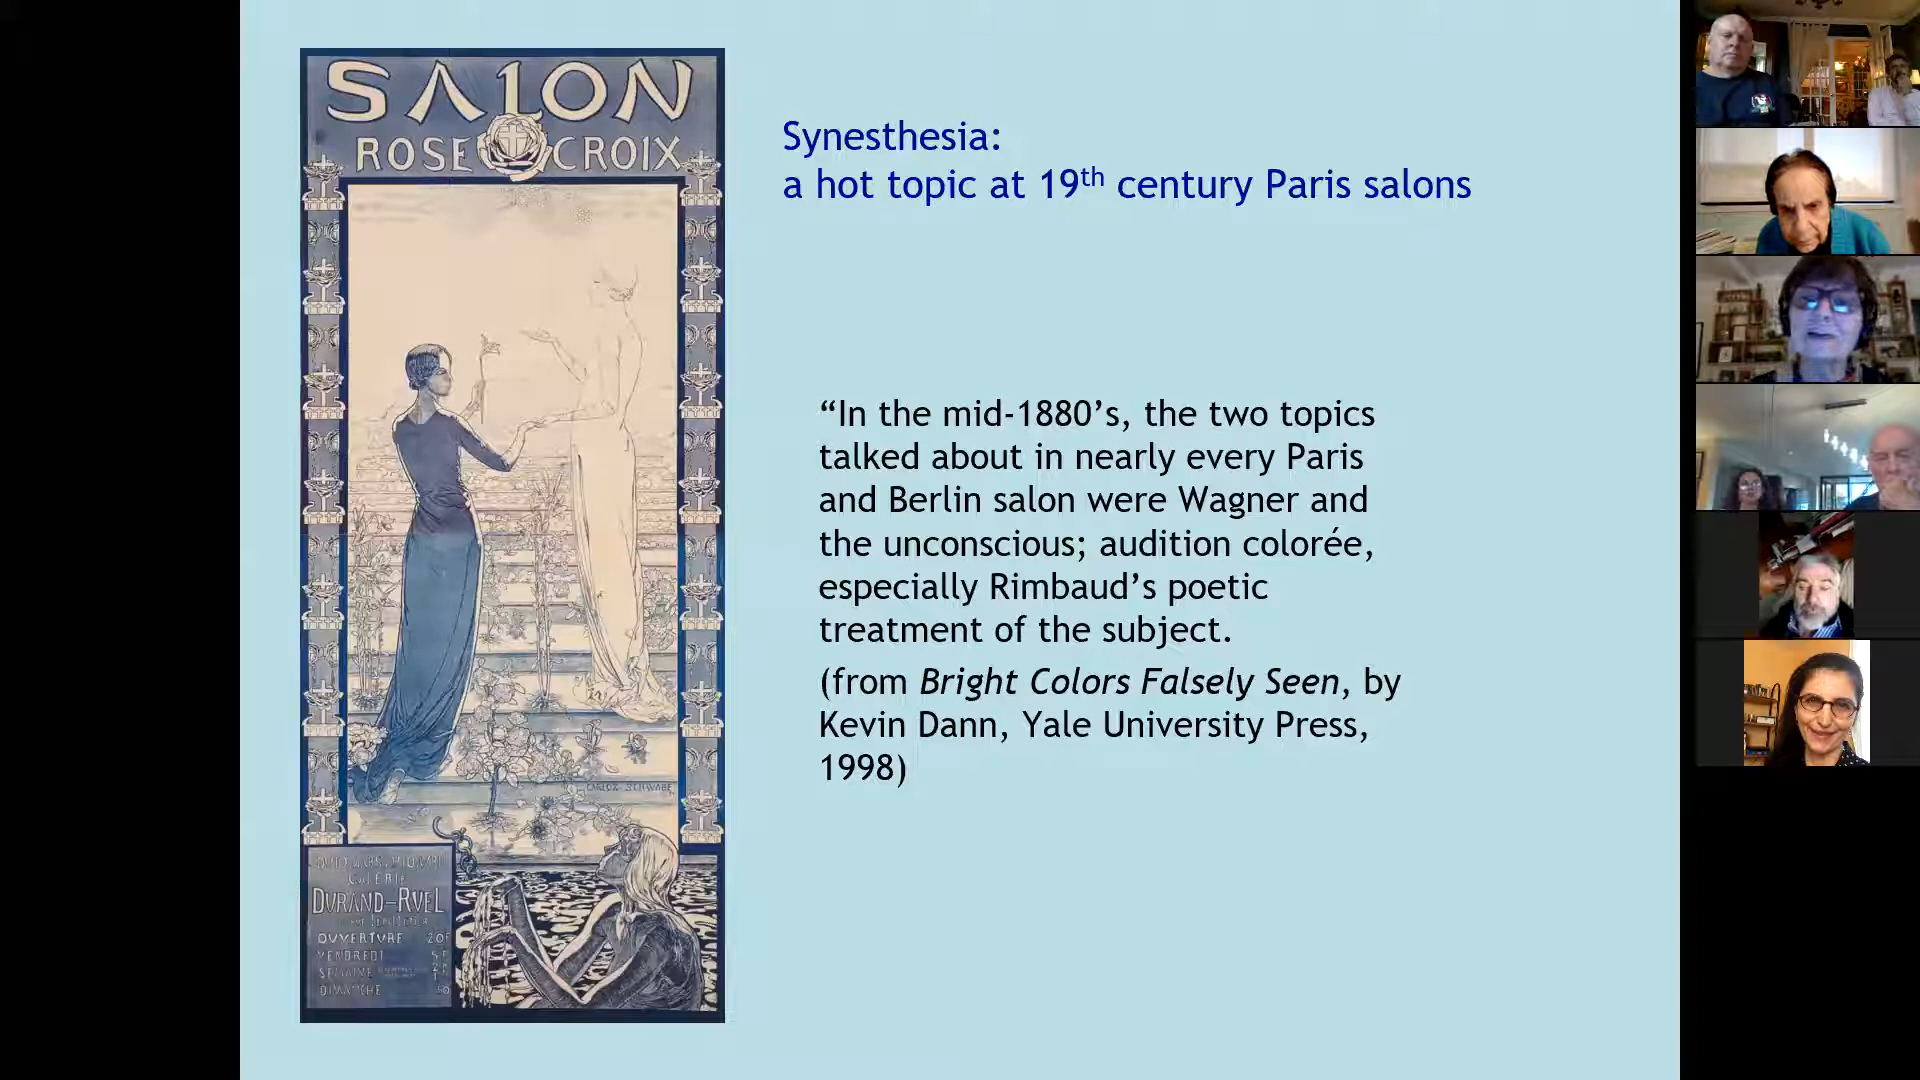 SALON
ROSE CROIX
Synesthesia:
a hot topic at 19th century Paris salons
“In the mid-1880’s, the two topics
talked about in nearly every Paris
and Berlin salon were Wagner and
the unconscious; audition colorée,
especially Rimbaud’s poetic
treatment of the subject.
(from Bright Colors Falsely Seen, by
Kevin Dann, Yale University Press,
1998)
CARLOZ SCHWABE
DURAND-RUEL
OUVERTURE 20F
VENDREDI
SEMAINE
DIMANCHE 50